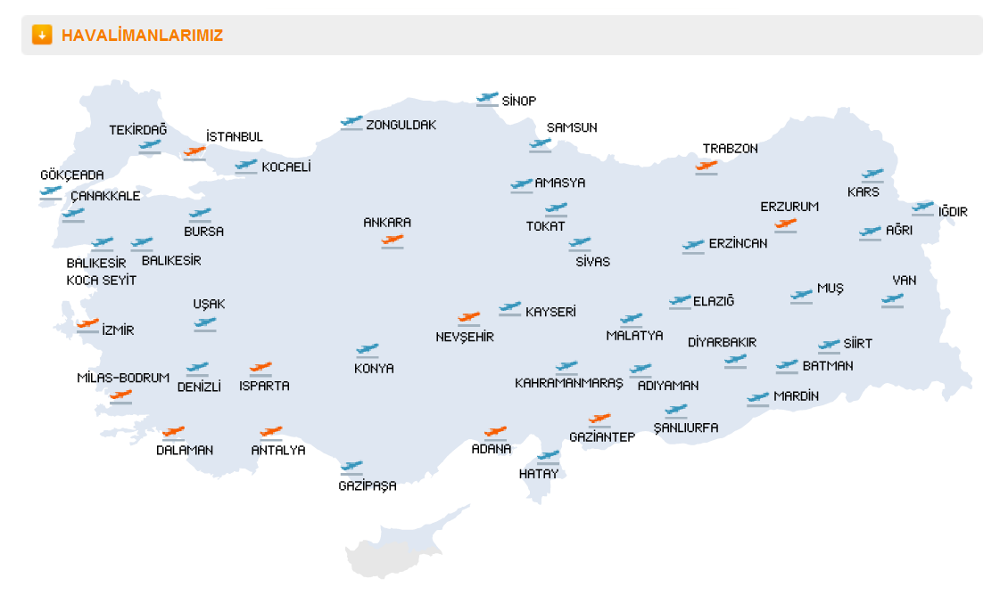 HAVALİMANLARIMIZ
SİNOP
ZONGULDAK
SAMSUN
TEKİRDAĞ
İSTANBUL
TRABZON
KOCAELİ
GÖKÇEADA
AMASYA
KARS
ÇANAKKALE
ERZURUM
IĞDIR
ANKARA
TOKAT
BURSA
AĞRI
ERZİNCAN
BALIKESİR
KOCA SEYİT
BALIKESİR
SİVAS
VAN
MUŞ
UŞAK
ELAZIĞ
KAYSERİ
İZMİR
NEVŞEHİR
MALATYA
DİYARBAKIR
SİİRT
KONYA
BATMAN
MİLAS-BODRUM
DENİZLİ
ISPARTA
KAHRAMANMARAŞ
ADIYAMAN
MARDİN
ŞANLIURFA
GAZİANTEP
DALAMAN
ANTALYA
ADANA
HATAY
GAZİPAŞA